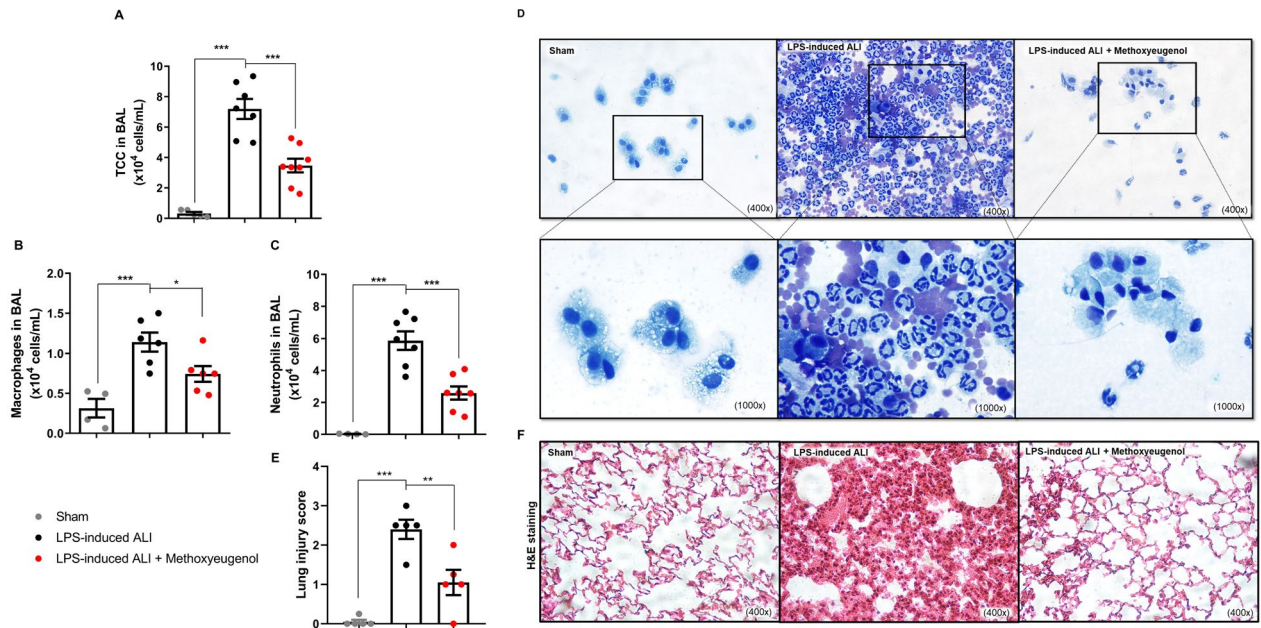 A
***
***
10
8
6
4
2
0
TCC in BAL
(x10⁴ cells/mL)
B
***
*
2.0
1.5
1.0
0.5
0.0
Macrophages in BAL
(x10⁴ cells/mL)
C
***
***
10
8
6
4
2
0
Neutrophils in BAL
(x10⁴ cells/mL)
E
***
**
4
3
2
1
0
Lung injury score
Sham
LPS-induced ALI
LPS-induced ALI + Methoxyeugenol
D
Sham
LPS-induced ALI
LPS-induced ALI + Methoxyeugenol
(400x)
(400x)
(400x)
(1000x)
(1000x)
(1000x)
F
H&E staining
Sham
LPS-induced ALI
LPS-induced ALI + Methoxyeugenol
(400x)
(400x)
(400x)